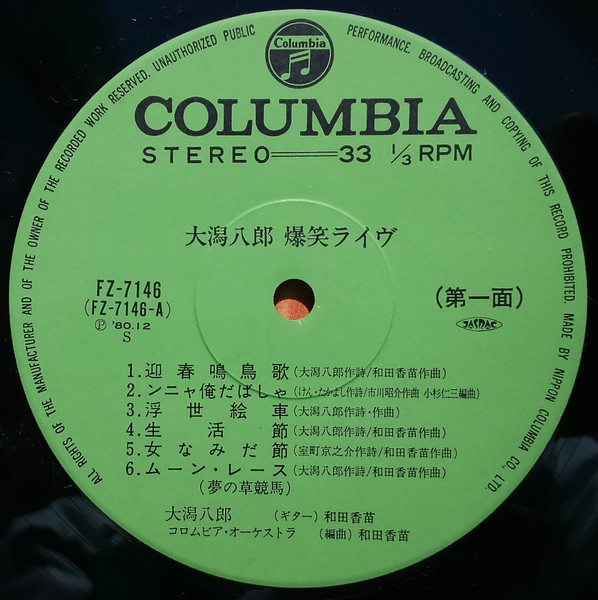 ALL RIGHTS OF THE MANUFACTURER AND OF THE OWNER OF THE RECORDED WORK RESERVED. UNAUTHORIZED PUBLIC PERFORMANCE. BROADCASTING AND COPYING OF THIS RECORD PROHIBITED. MADE BY NIPPON COLUMBIA CO., LTD.
Columbia
COLUMBIA
STEREO 33 1/3 RPM
大潟八郎 爆笑ライヴ
FZ-7146
(FZ-7146-A)
Ⓟ '80.12
S
(第一面)
JASRAC
1.迎春鳴鳥歌(大潟八郎作詩/和田香苗作曲)
2.ンニャ俺だばしゃ(けん・たかよし作詩/市川昭介作曲 小杉仁三編曲)
3.浮世絵車(大潟八郎作詩・作曲)
4.生活節(大潟八郎作詩/和田香苗作曲)
5.女なみだ節(室町京之介作詩/和田香苗作曲)
6.ムーン・レース(大潟八郎作詩/和田香苗作曲)
(夢の草競馬)
大潟八郎 (ギター)和田香苗
コロムビア・オーケストラ (編曲)和田香苗